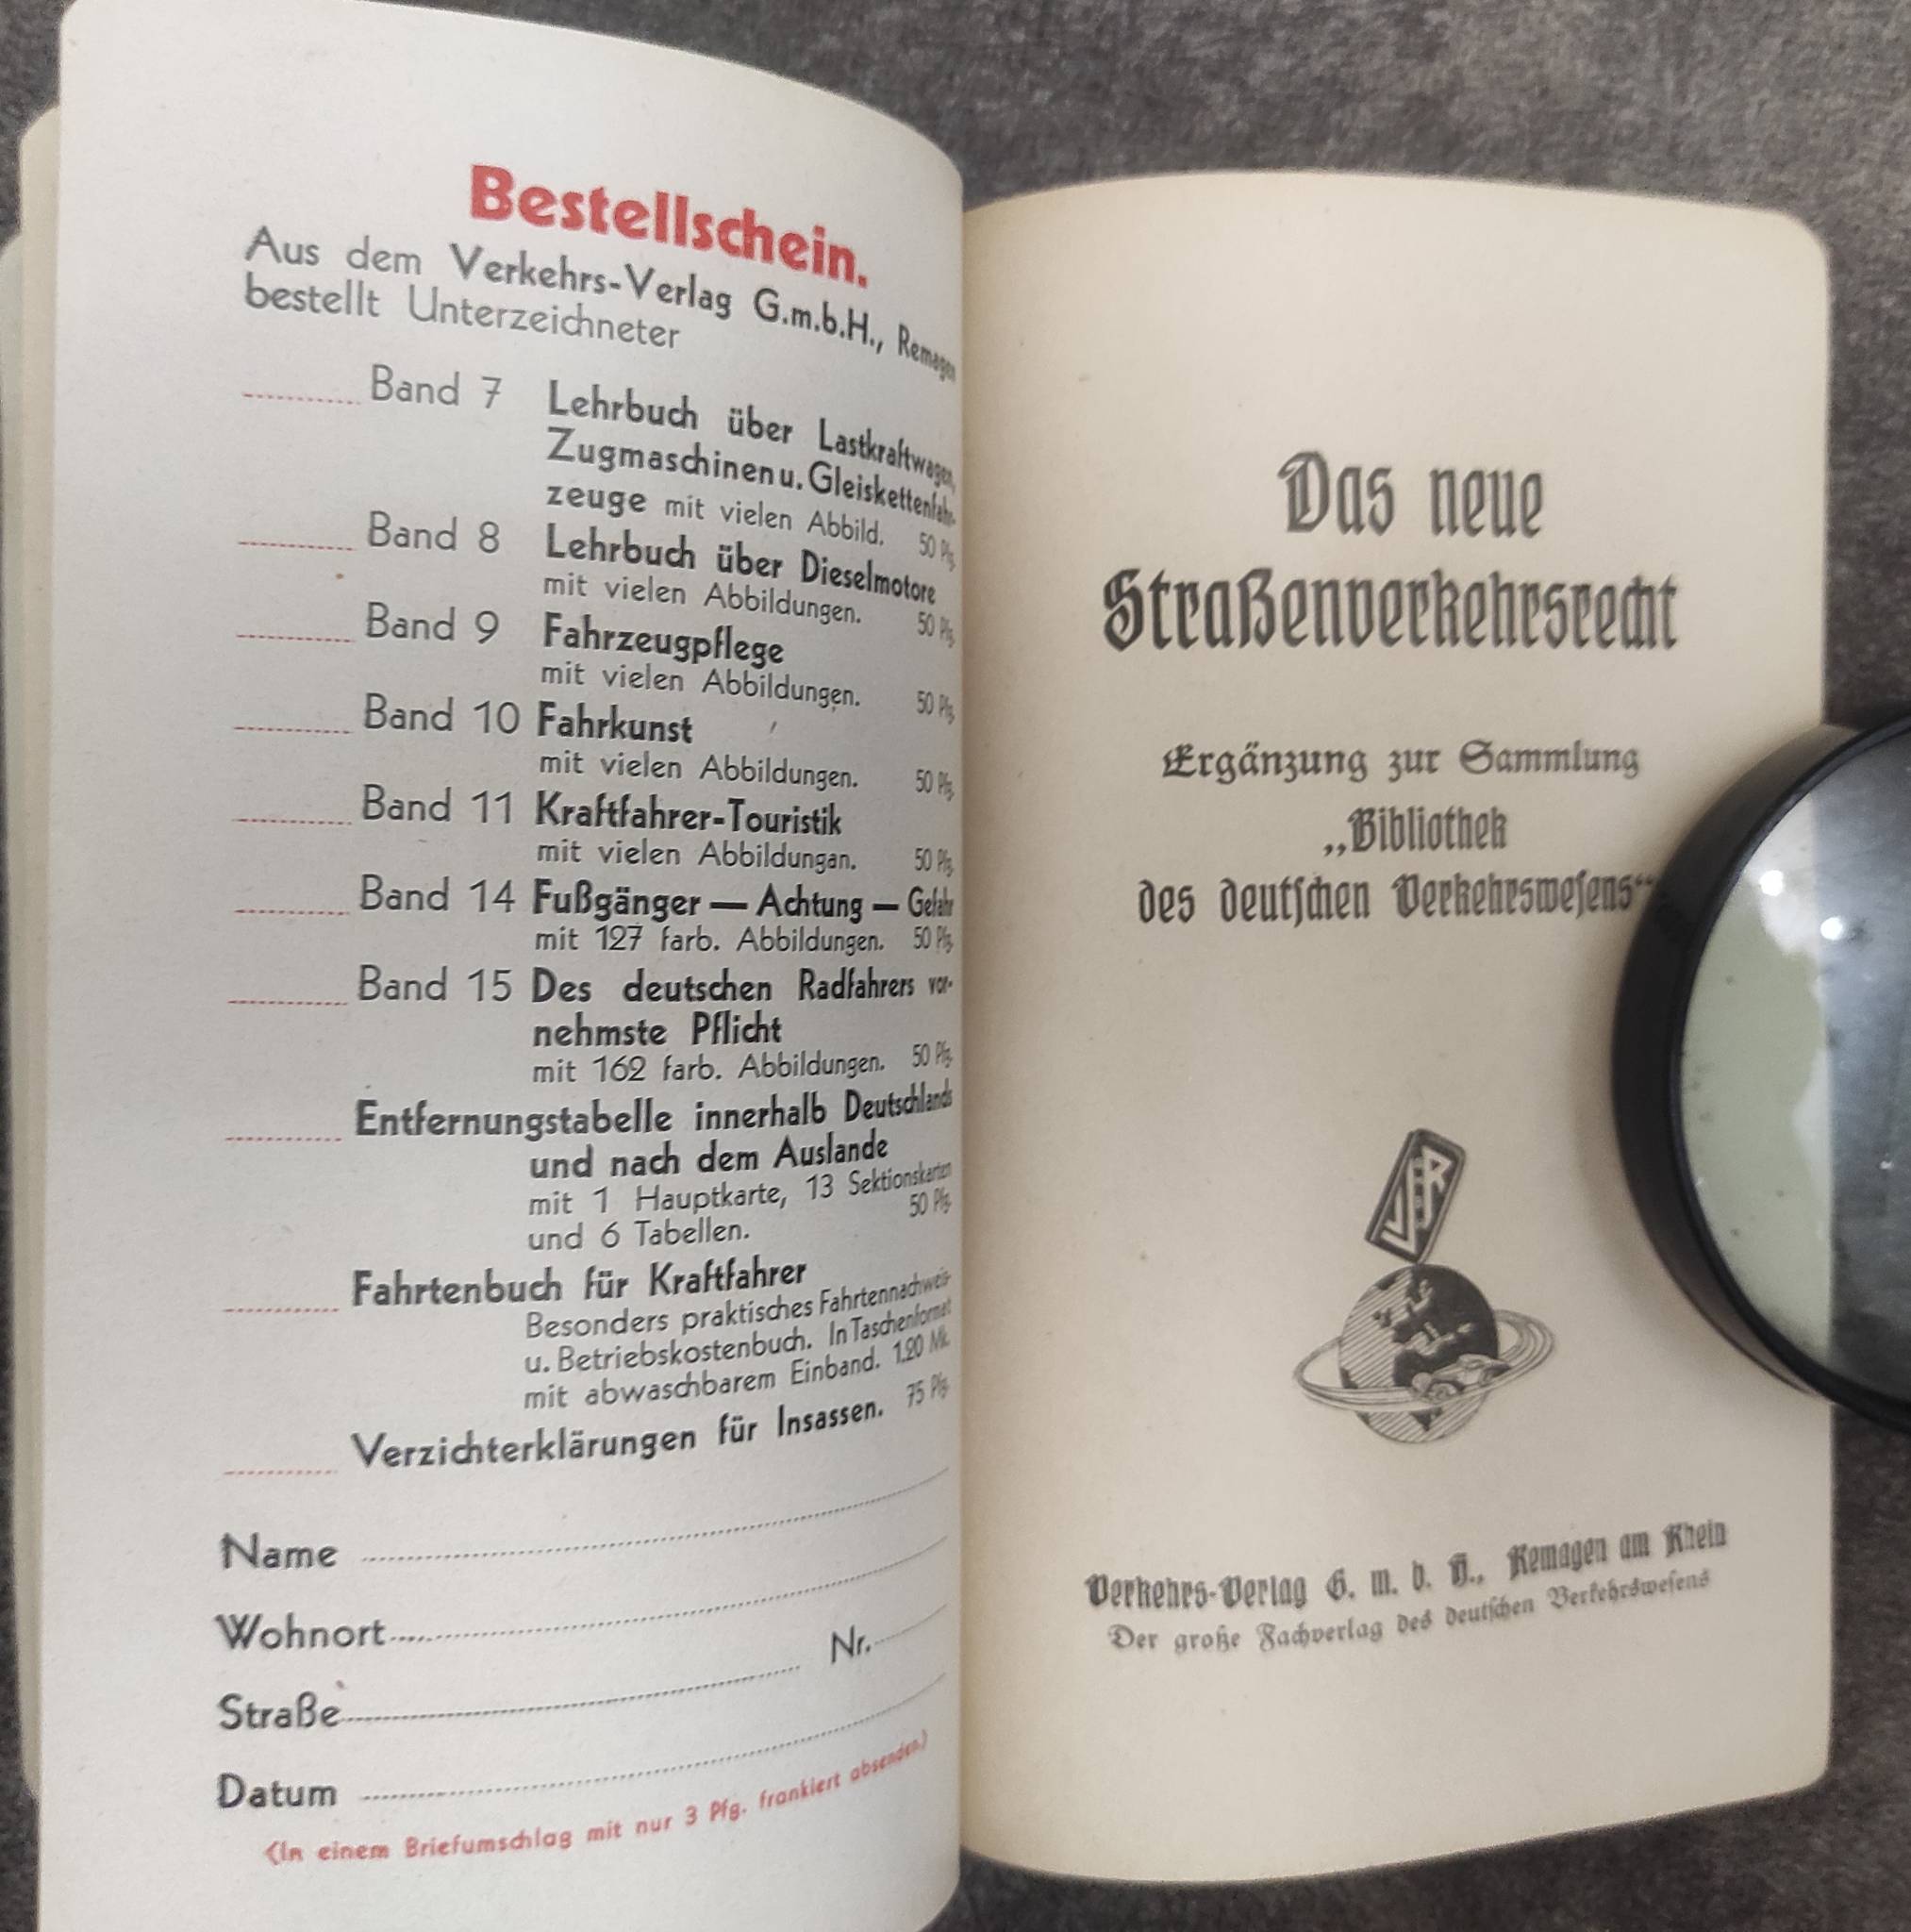 Bestellschein.
Aus dem Verkehrs-Verlag G.m.b.H., Remagen
bestellt Unterzeichneter
Band 7 Lehrbuch über Lastkraftwagen,
Zugmaschinen u. Gleiskettenfahr-
zeuge mit vielen Abbild. 50 Pfg.
Band 8 Lehrbuch über Dieselmotore
mit vielen Abbildungen. 50 Pfg.
Band 9 Fahrzeugpflege
mit vielen Abbildungen. 50 Pfg.
Band 10 Fahrkunst
mit vielen Abbildungen. 50 Pfg.
Band 11 Kraftfahrer-Touristik
mit vielen Abbildungan. 50 Pfg.
Band 14 Fußgänger — Achtung — Gefahr
mit 127 farb. Abbildungen. 50 Pfg.
Band 15 Des deutschen Radfahrers vor-
nehmste Pflicht
mit 162 farb. Abbildungen. 50 Pfg.
Entfernungstabelle innerhalb Deutschlands
und nach dem Auslande
mit 1 Hauptkarte, 13 Sektionskarten
und 6 Tabellen. 50 Pfg.
Fahrtenbuch für Kraftfahrer
Besonders praktisches Fahrtennachweis-
u. Betriebskostenbuch. In Taschenformat
mit abwaschbarem Einband. 1.20 Mk.
Verzichterklärungen für Insassen. 75 Pfg.
Name
Wohnort
Straße Nr.
Datum
(In einem Briefumschlag mit nur 3 Pfg. frankiert absenden.)
Das neue
Straßenverkehrsrecht
Ergänzung zur Sammlung
„Bibliothek
des deutſchen Verkehrsweſens“
VVR
Verkehrs-Verlag G. m. b. H., Remagen am Rhein
Der große Fachverlag des deutſchen Verkehrsweſens